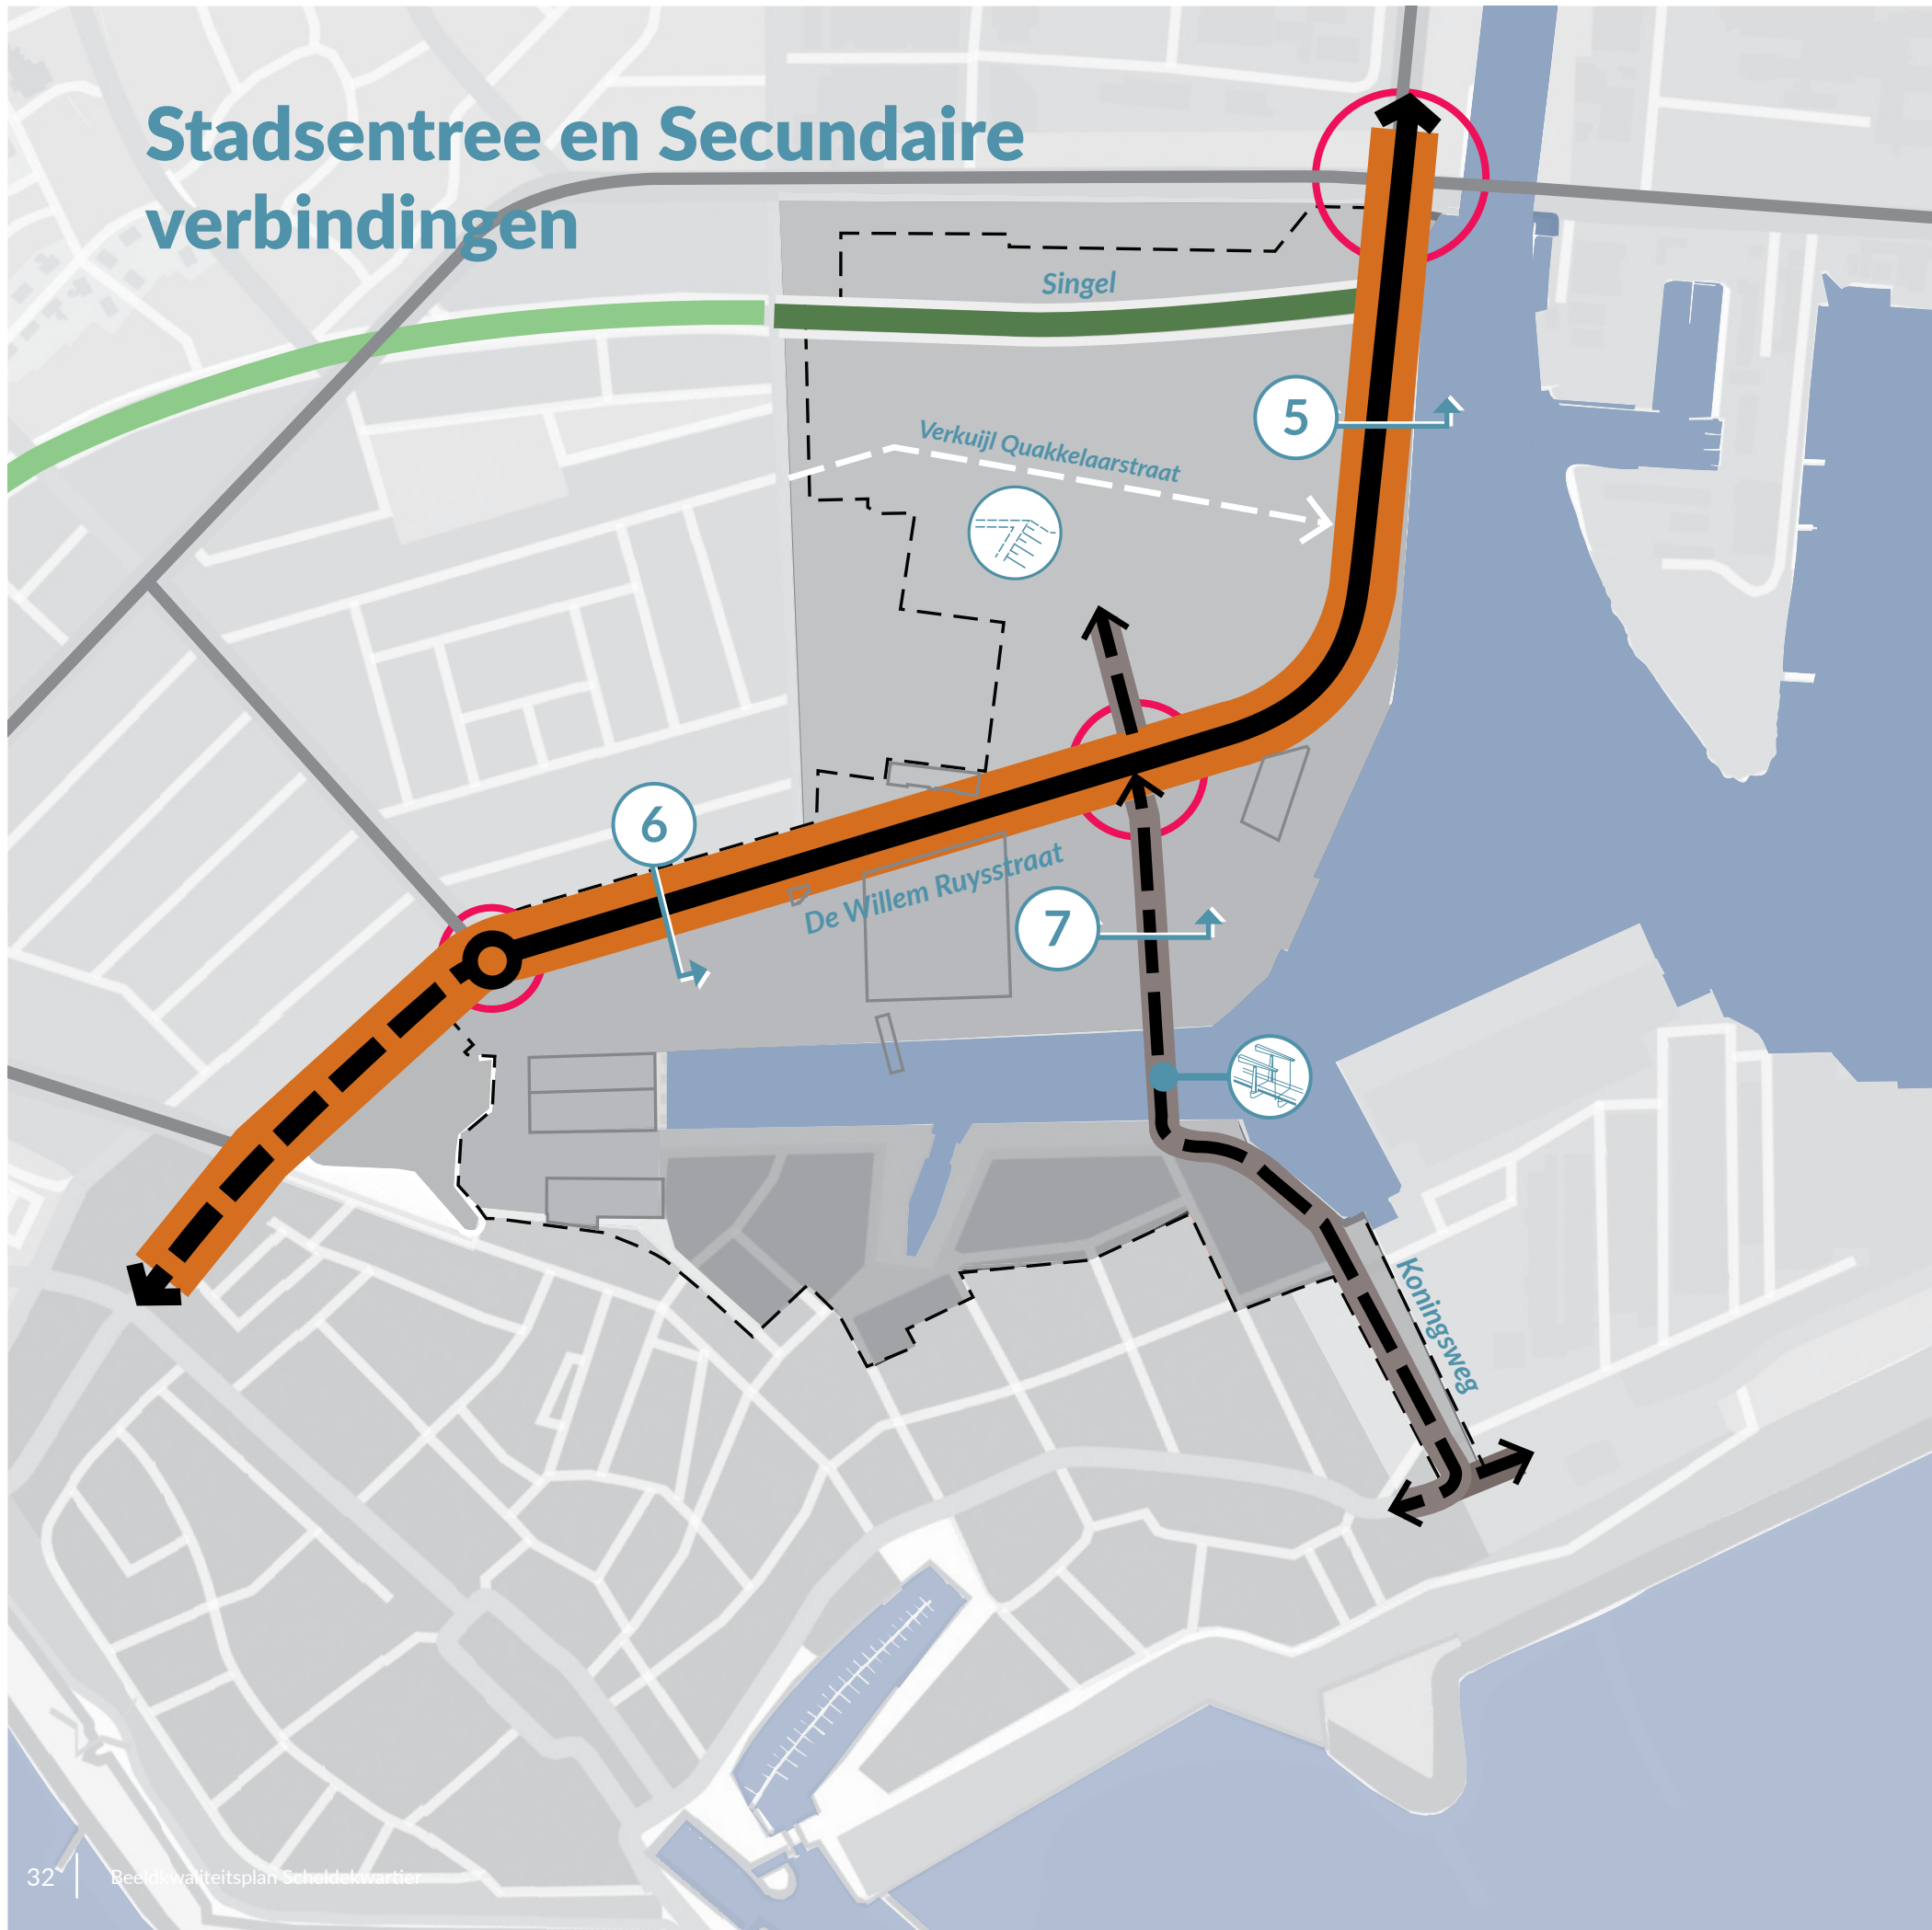 Stadsentree en Secundaire
verbindingen
Singel
5
Verkuijl Quakkelaarstraat
6
De Willem Ruysstraat
7
Koningsweg
32
Beeldkwaliteitsplan Scheldekwartier